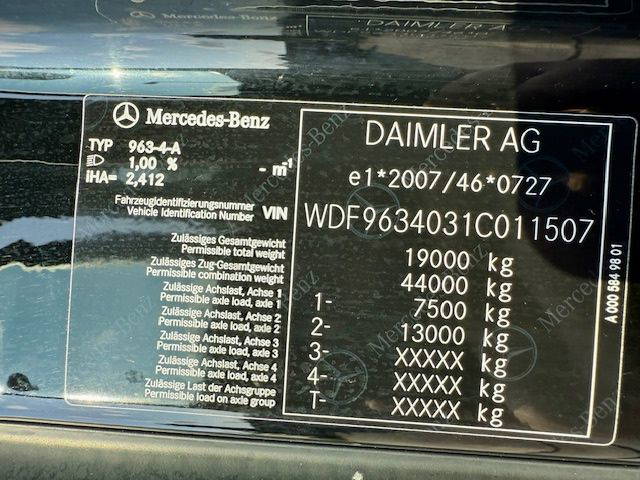 Mercedes-Benz
DAIMLER AG
TYP 963-4-A
1,00 % - m-1
iHA= 2,412
e1*2007/46*0727
Fahrzeugidentifizierungsnummer
Vehicle Identification Number VIN
WDF9634031C011507
Zulässiges Gesamtgewicht
Permissible total weight
19000 kg
Zulässiges Zug-Gesamtgewicht
Permissible combination weight
44000 kg
Zulässige Achslast, Achse 1
Permissible axle load, axle 1
1- 7500 kg
Zulässige Achslast, Achse 2
Permissible axle load, axle 2
2- 13000 kg
Zulässige Achslast, Achse 3
Permissible axle load, axle 3
3- XXXXX kg
Zulässige Achslast, Achse 4
Permissible axle load, axle 4
4- XXXXX kg
Zulässige Last der Achsgruppe
Permissible load on axle group
T- XXXXX kg
A 000 584 98 01